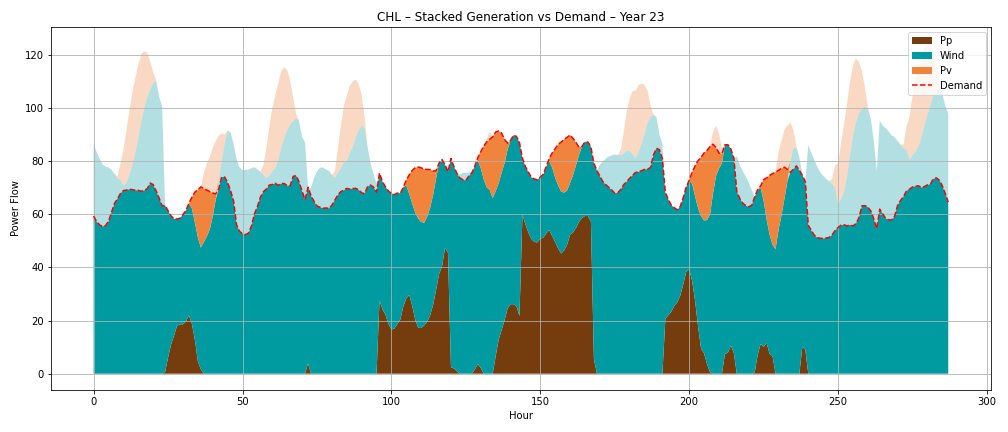 CHL – Stacked Generation vs Demand – Year 23
Pp
Wind
Pv
Demand
Power Flow
120
100
80
60
40
20
0
0 50 100 150 200 250 300
Hour